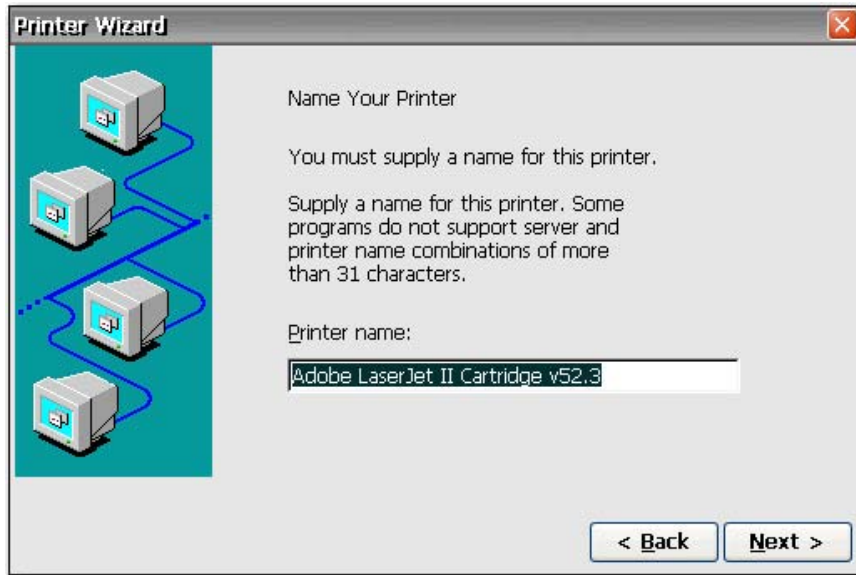 Printer Wizard
Name Your Printer
You must supply a name for this printer.
Supply a name for this printer. Some
programs do not support server and
printer name combinations of more
than 31 characters.
Printer name:
Adobe LaserJet II Cartridge v52.3
< Back
Next >